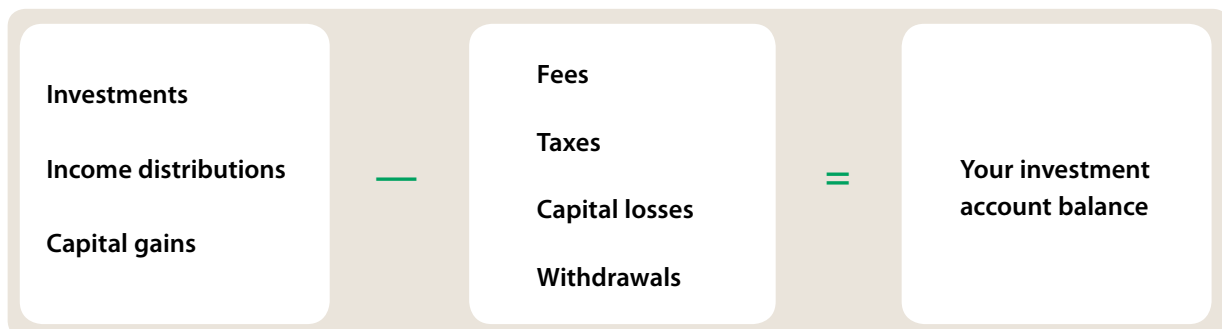 Investments
Income distributions
Capital gains
—
Fees
Taxes
Capital losses
Withdrawals
=
Your investment
account balance